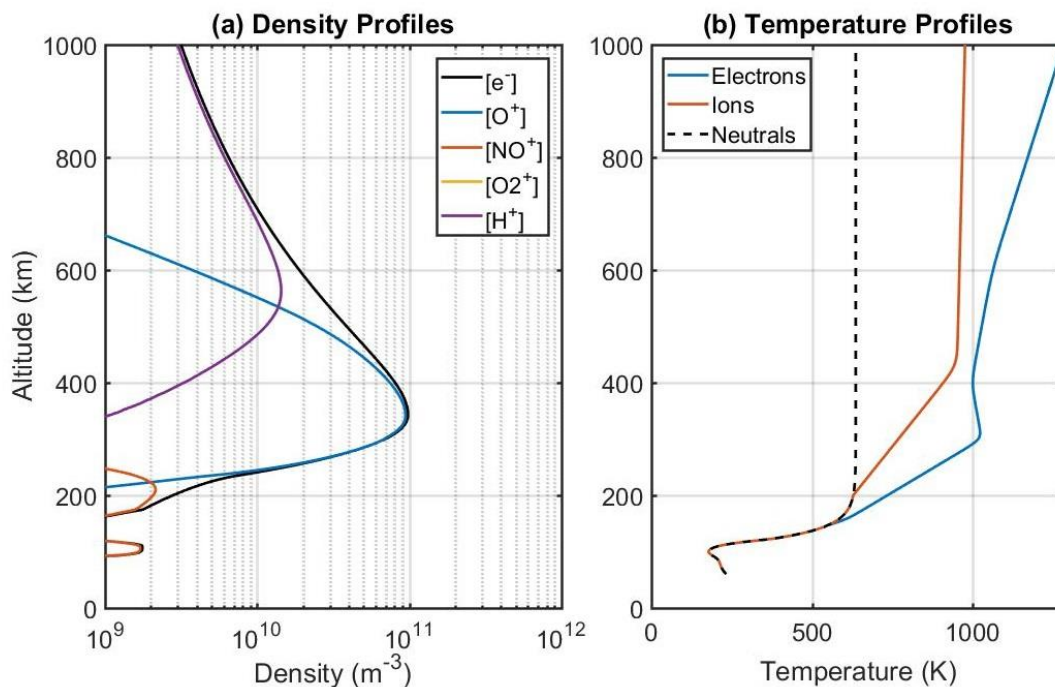 (a) Density Profiles
1000
800
600
400
200
0
Altitude (km)
10⁹
10¹⁰
10¹¹
10¹²
Density (m⁻³)
[e⁻]
[O⁺]
[NO⁺]
[O2⁺]
[H⁺]
(b) Temperature Profiles
1000
800
600
400
200
0
0
500
1000
Temperature (K)
Electrons
Ions
Neutrals